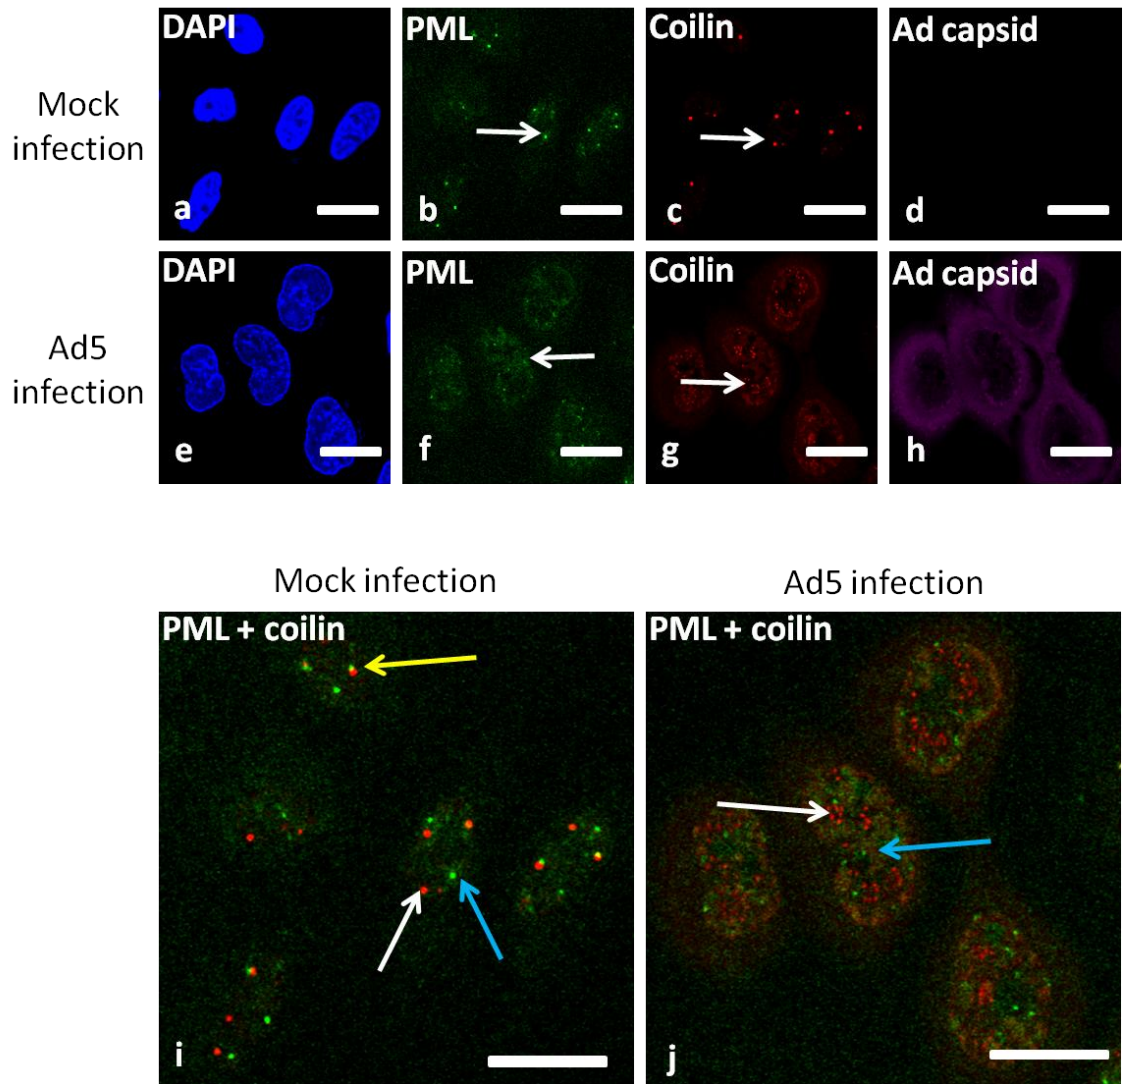 DAPI
PML
Coilin
Ad capsid
Mock
infection
a
b
c
d
DAPI
PML
Coilin
Ad capsid
Ad5
infection
e
f
g
h
Mock infection
Ad5 infection
PML + coilin
PML + coilin
i
j